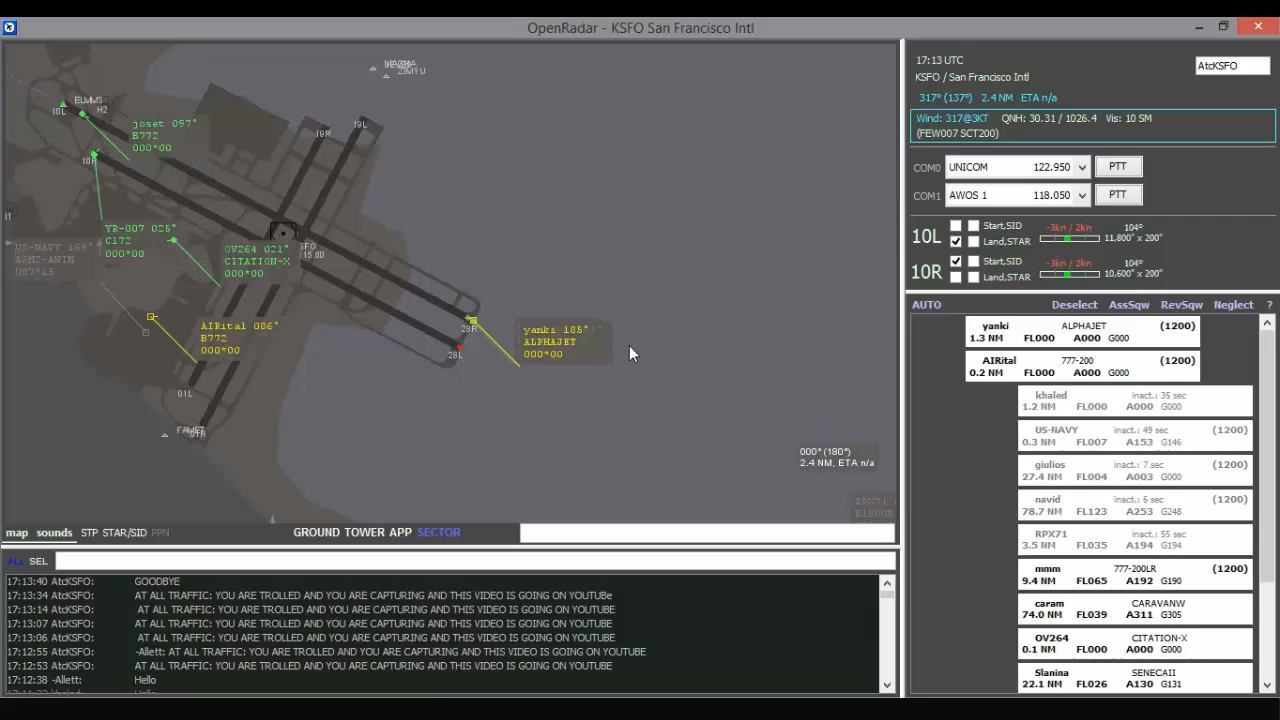 OpenRadar - KSFO San Francisco Intl
17:13 UTC
AtcKSFO
KSFO / San Francisco Intl
317° (137°) 2.4 NM ETA n/a
Wind: 317@3KT QNH: 30.31 / 1026.4 Vis: 10 SM
(FEW007 SCT200)
COM0 UNICOM 122.950 PTT
COM1 AWOS 1 118.050 PTT
10L Start,SID -3kn / 2kn 104°
Land,STAR 11,800" x 200"
10R Start,SID -3kn / 2kn 104°
Land,STAR 10,600" x 200"
AUTO Deselect AssSqw RevSqw Neglect ?
yanki ALPHAJET (1200)
1.3 NM FL000 A000 G000
AIRital 777-200 (1200)
0.2 NM FL000 A000 G000
khaled inact.: 35 sec
1.2 NM FL000 A000 G000
US-NAVY inact.: 49 sec (1200)
0.3 NM FL007 A153 G146
giulios inact.: 7 sec (1200)
27.4 NM FL004 A003 G000
navid inact.: 6 sec (1200)
78.7 NM FL123 A253 G248
RPX71 inact.: 55 sec
3.5 NM FL035 A194 G194
mmm 777-200LR (1200)
9.4 NM FL065 A192 G190
caram CARAVANW
74.0 NM FL039 A311 G305
OV264 CITATION-X
0.1 NM FL000 A000 G000
Slanina SENECAII
22.1 NM FL026 A130 G131
ZIMYU
10L
H2
joset 097°
B772
000*00
19R
19L
10R
YR-007 025°
C172
000*00
US-NAVY 165°
007*15
OV264 021°
CITATION-X
000*00
AIRital 086°
B772
000*00
28R
28L
yanki 185°
ALPHAJET
000*00
01L
000° (180°)
2.4 NM, ETA n/a
RPX71
map sounds STP STAR/SID PPN GROUND TOWER APP SECTOR
ALL SEL
17:13:40 AtcKSFO: GOODBYE
17:13:34 AtcKSFO: AT ALL TRAFFIC: YOU ARE TROLLED AND YOU ARE CAPTURING AND THIS VIDEO IS GOING ON YOUTUBe
17:13:14 AtcKSFO: AT ALL TRAFFIC: YOU ARE TROLLED AND YOU ARE CAPTURING AND THIS VIDEO IS GOING ON YOUTUBE
17:13:07 AtcKSFO: AT ALL TRAFFIC: YOU ARE TROLLED AND YOU ARE CAPTURING AND THIS VIDEO IS GOING ON YOUTUBE
17:13:06 AtcKSFO: AT ALL TRAFFIC: YOU ARE TROLLED AND YOU ARE CAPTURING AND THIS VIDEO IS GOING ON YOUTUBE
17:12:55 AtcKSFO: -Allett: AT ALL TRAFFIC: YOU ARE TROLLED AND YOU ARE CAPTURING AND THIS VIDEO IS GOING ON YOUTUBE
17:12:53 AtcKSFO: AT ALL TRAFFIC: YOU ARE TROLLED AND YOU ARE CAPTURING AND THIS VIDEO IS GOING ON YOUTUBE
17:12:38 -Allett: Hello